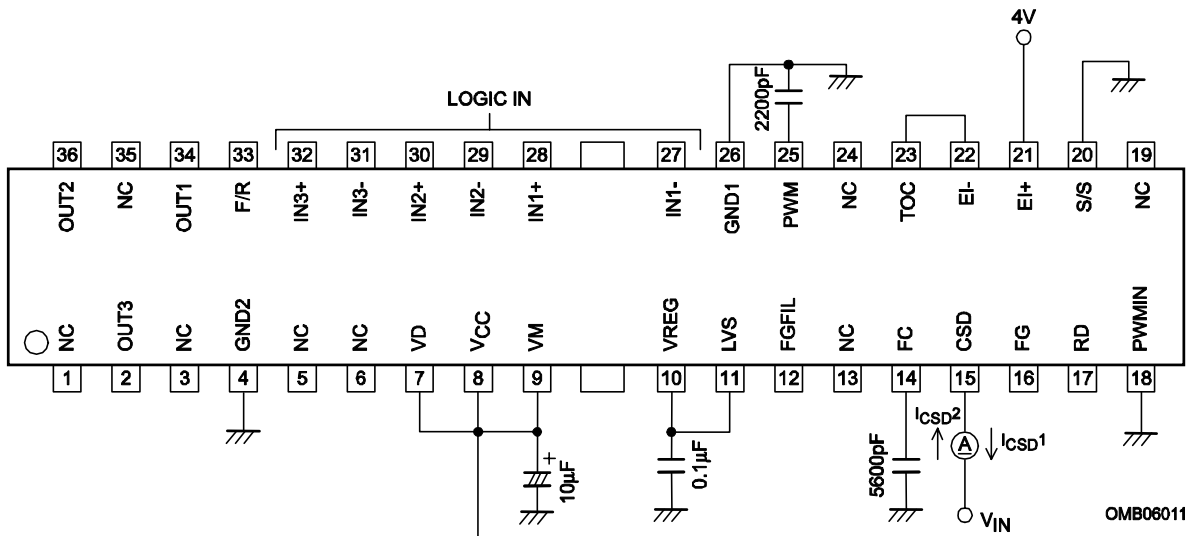 4V
LOGIC IN
2200pF
36 35 34 33 32 31 30 29 28 27 26 25 24 23 22 21 20 19
OUT2 NC OUT1 F/R IN3+ IN3- IN2+ IN2- IN1+ IN1- GND1 PWM NC TOC EI- EI+ S/S NC
NC OUT3 NC GND2 NC NC VD VCC VM VREG LVS FGFIL NC FC CSD FG RD PWMIN
1 2 3 4 5 6 7 8 9 10 11 12 13 14 15 16 17 18
+
10µF
0.1µF
5600pF
ICSD2
A
ICSD1
VIN
OMB06011